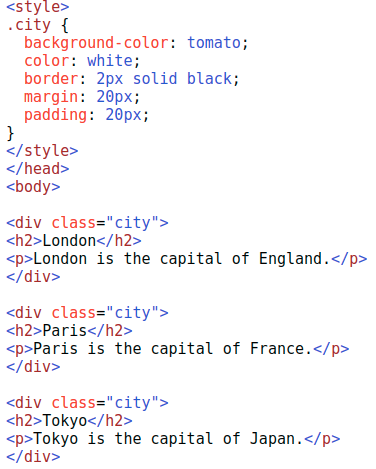 <style>
.city {
  background-color: tomato;
  color: white;
  border: 2px solid black;
  margin: 20px;
  padding: 20px;
}
</style>
</head>
<body>

<div class="city">
<h2>London</h2>
<p>London is the capital of England.</p>
</div>

<div class="city">
<h2>Paris</h2>
<p>Paris is the capital of France.</p>
</div>

<div class="city">
<h2>Tokyo</h2>
<p>Tokyo is the capital of Japan.</p>
</div>